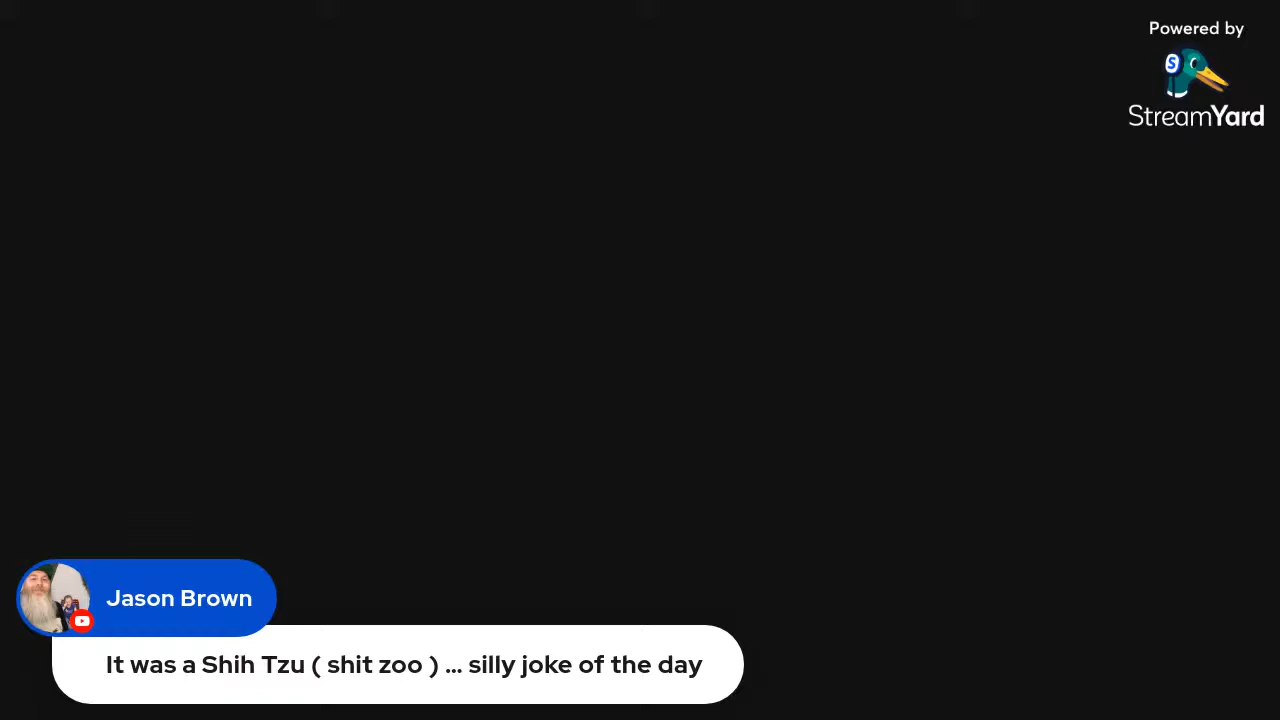 Powered by
S
StreamYard
Jason Brown
It was a Shih Tzu ( shit zoo ) ... silly joke of the day